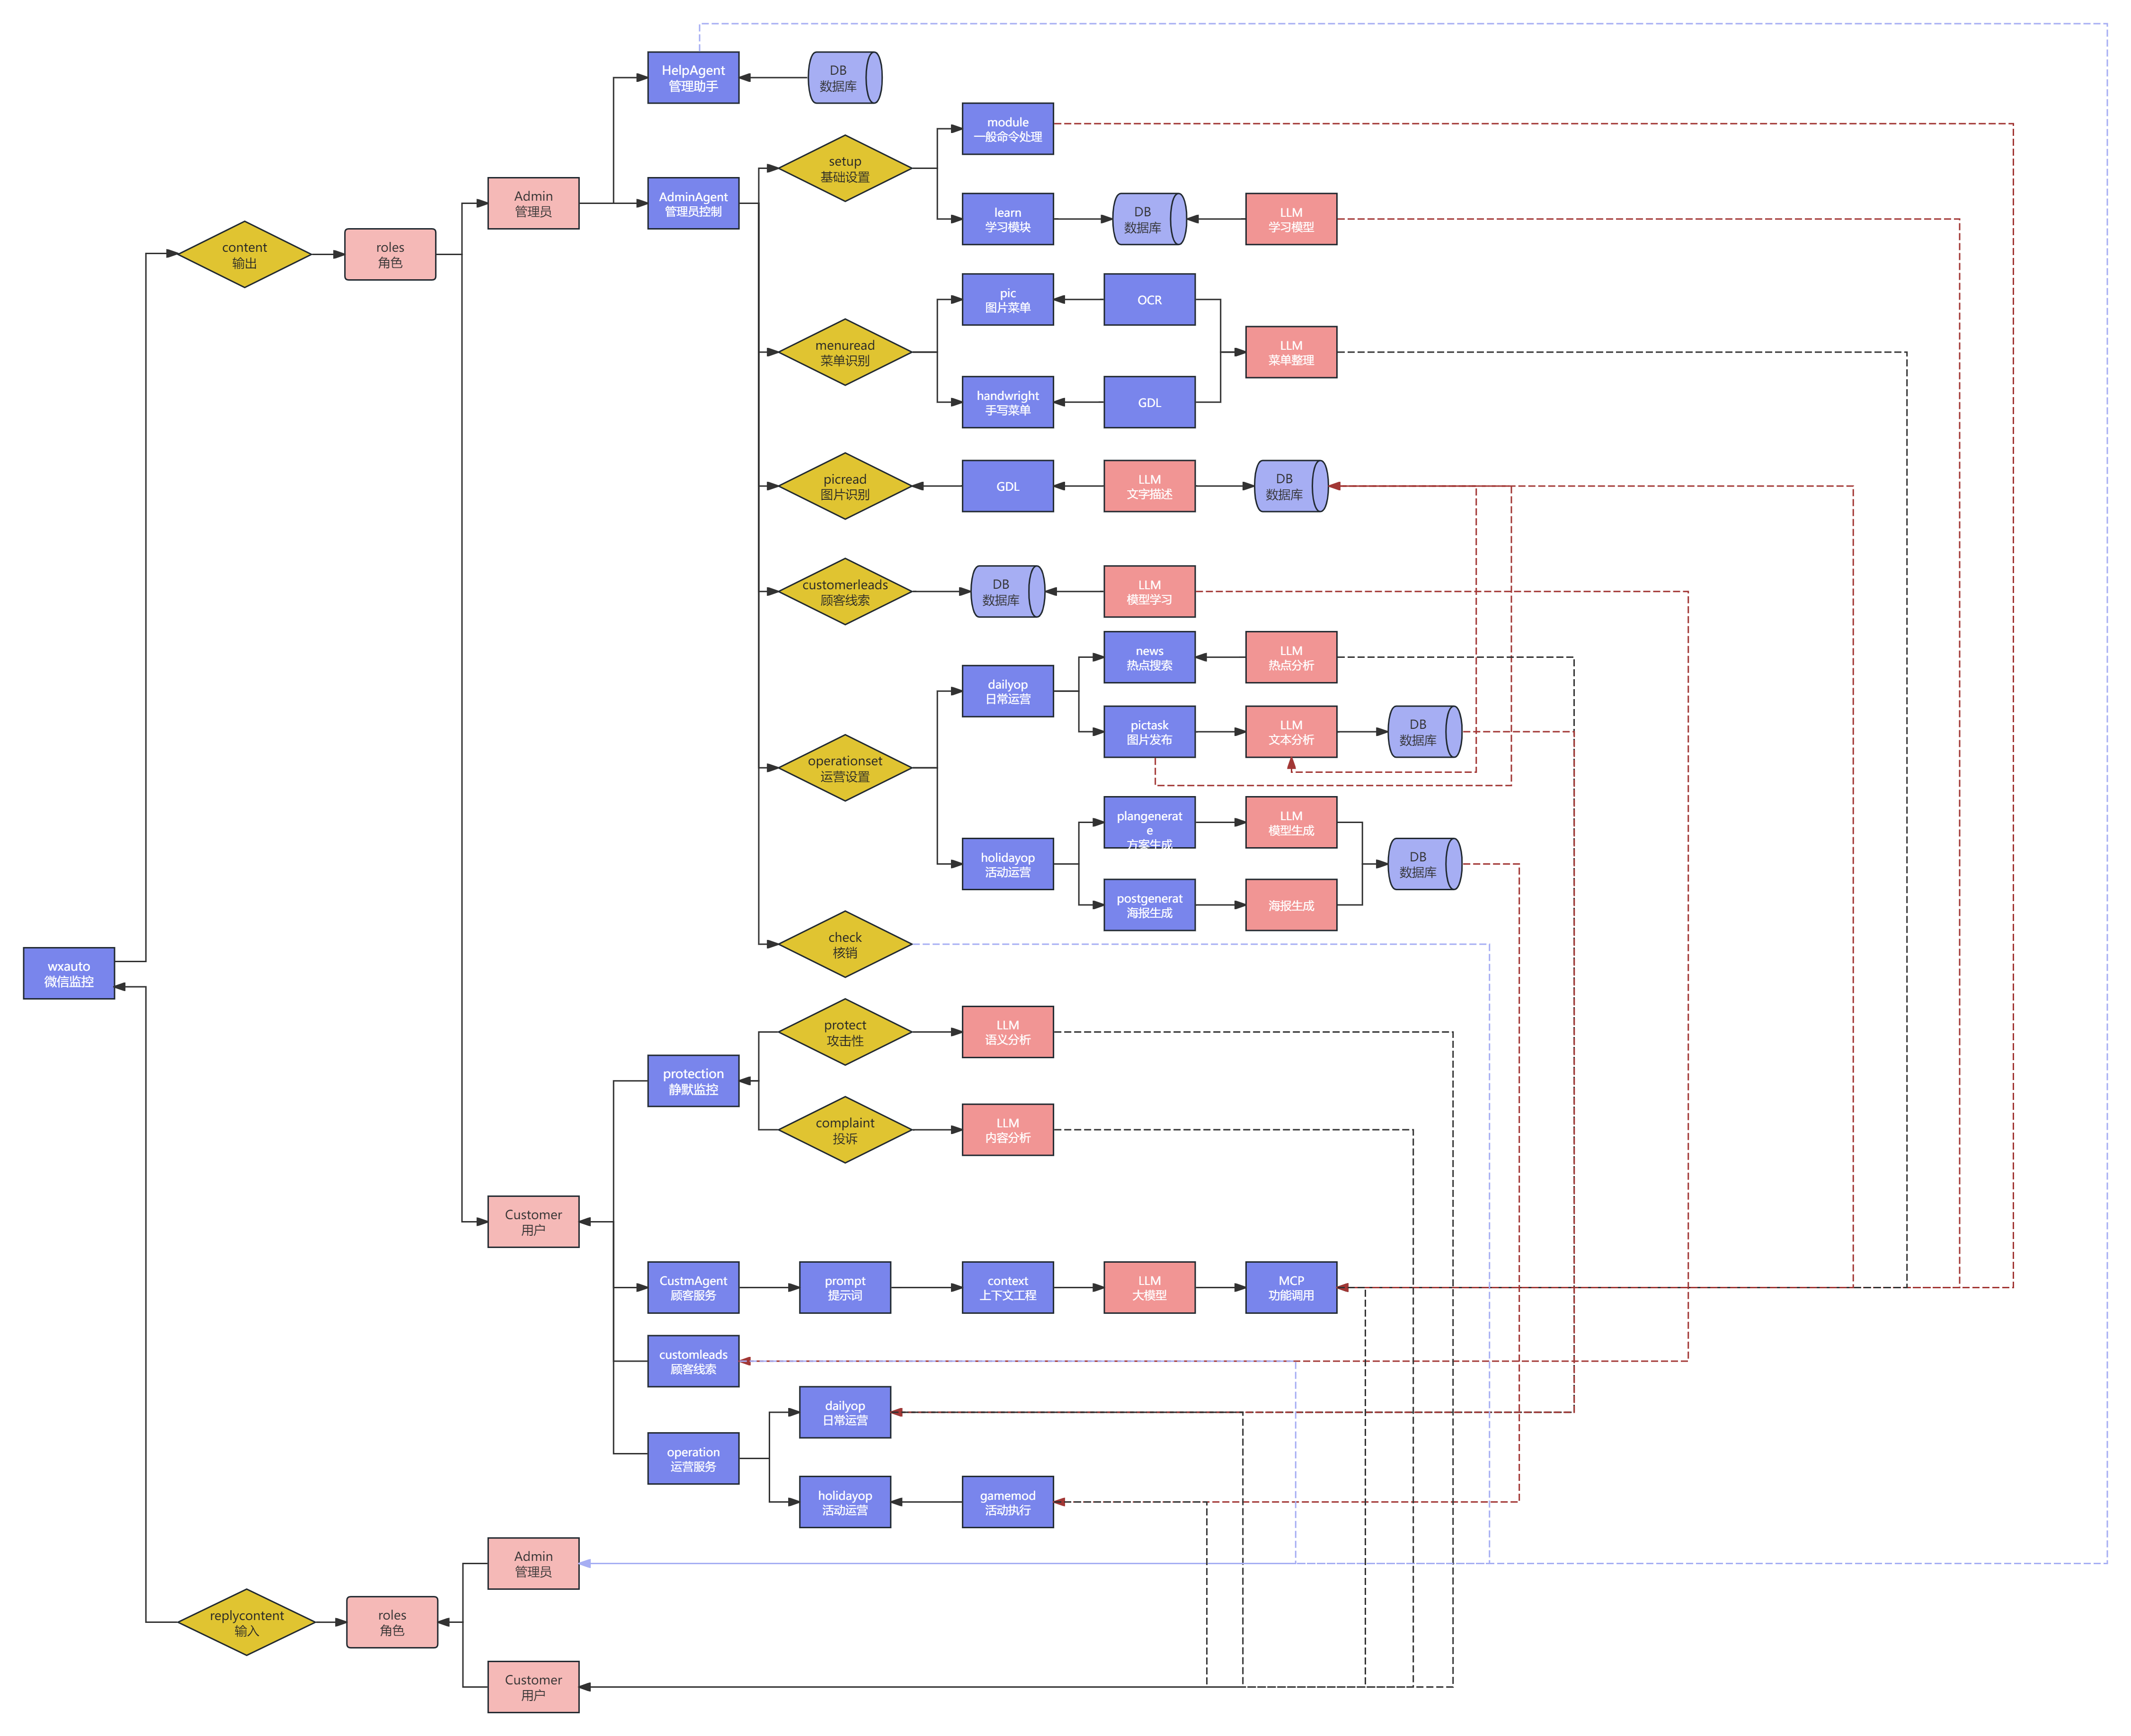 HelpAgent
管理助手
DB
数据库
module
一般命令处理
setup
基础设置
Admin
管理员
AdminAgent
管理员控制
learn
学习模块
DB
数据库
LLM
学习模型
content
输出
roles
角色
pic
图片菜单
OCR
menuread
菜单识别
LLM
菜单整理
handwright
手写菜单
GDL
picread
图片识别
GDL
LLM
文字描述
DB
数据库
customerleads
顾客线索
DB
数据库
LLM
模型学习
news
热点搜索
LLM
热点分析
dailyop
日常运营
pictask
图片发布
LLM
文本分析
DB
数据库
operationset
运营设置
plangenerat
e
方案生成
LLM
模型生成
holidayop
活动运营
DB
数据库
postgenerat
海报生成
海报生成
check
核销
wxauto
微信监控
protect
攻击性
LLM
语义分析
protection
静默监控
complaint
投诉
LLM
内容分析
Customer
用户
CustmAgent
顾客服务
prompt
提示词
context
上下文工程
LLM
大模型
MCP
功能调用
customleads
顾客线索
dailyop
日常运营
operation
运营服务
holidayop
活动运营
gamemod
活动执行
Admin
管理员
replycontent
输入
roles
角色
Customer
用户